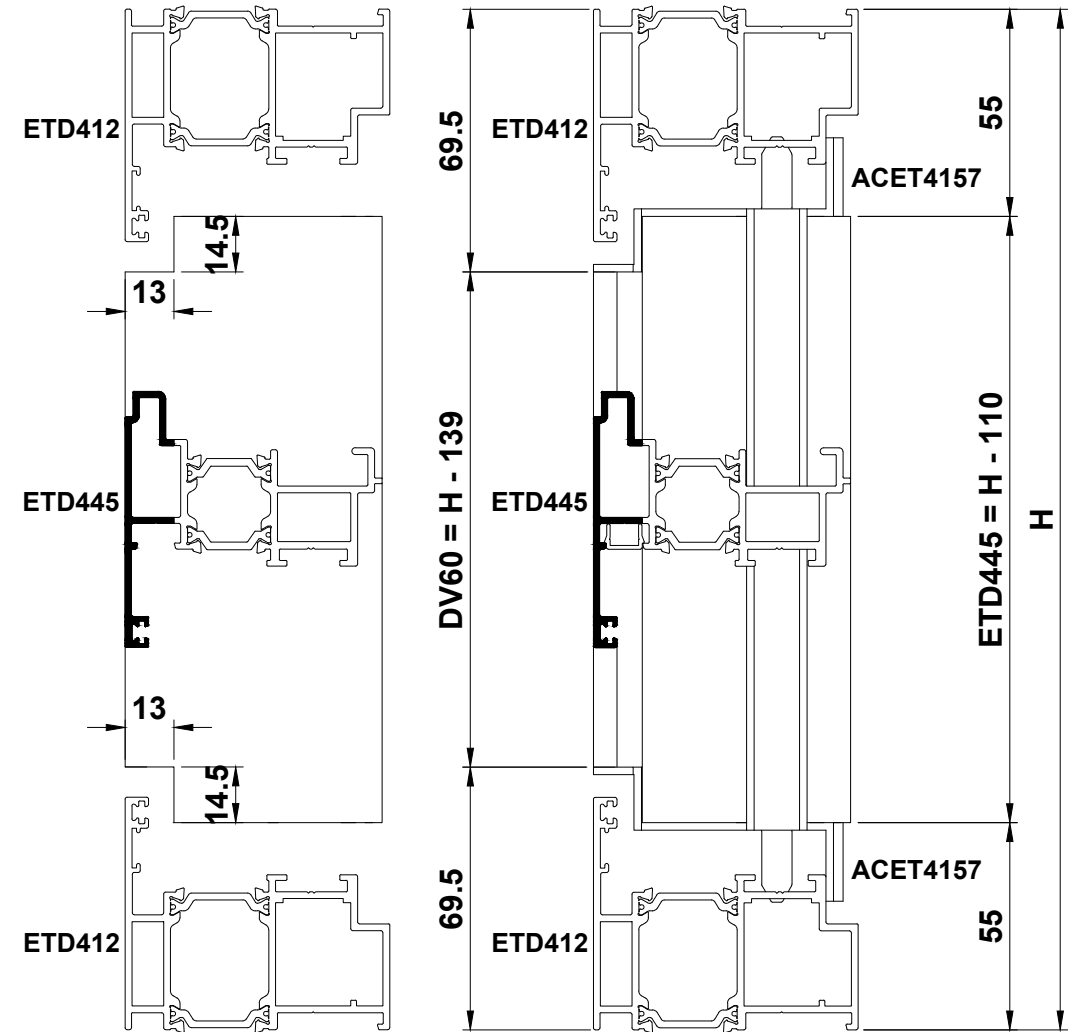 ETD412
69.5
ETD412
55
ACET4157
14.5
13
DV60 = H - 139
ETD445 = H - 110
H
ETD445
ETD445
13
14.5
69.5
ACET4157
55
ETD412
ETD412